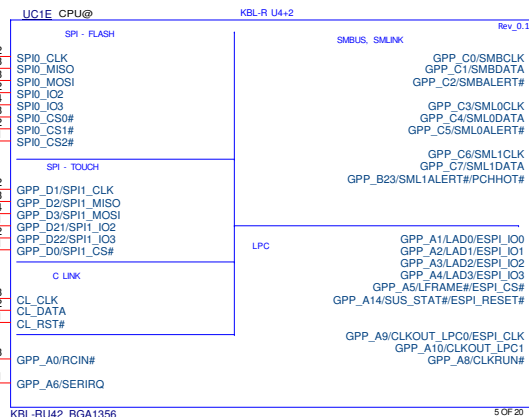 UC1E CPU@
KBL-R U4+2
Rev_0.1
SPI - FLASH
SPI0_CLK
SPI0_MISO
SPI0_MOSI
SPI0_IO2
SPI0_IO3
SPI0_CS0#
SPI0_CS1#
SPI0_CS2#
SPI - TOUCH
GPP_D1/SPI1_CLK
GPP_D2/SPI1_MISO
GPP_D3/SPI1_MOSI
GPP_D21/SPI1_IO2
GPP_D22/SPI1_IO3
GPP_D0/SPI1_CS#
C LINK
CL_CLK
CL_DATA
CL_RST#
GPP_A0/RCIN#
GPP_A6/SERIRQ
SMBUS, SMLINK
GPP_C0/SMBCLK
GPP_C1/SMBDATA
GPP_C2/SMBALERT#
GPP_C3/SML0CLK
GPP_C4/SML0DATA
GPP_C5/SML0ALERT#
GPP_C6/SML1CLK
GPP_C7/SML1DATA
GPP_B23/SML1ALERT#/PCHHOT#
LPC
GPP_A1/LAD0/ESPI_IO0
GPP_A2/LAD1/ESPI_IO1
GPP_A3/LAD2/ESPI_IO2
GPP_A4/LAD3/ESPI_IO3
GPP_A5/LFRAME#/ESPI_CS#
GPP_A14/SUS_STAT#/ESPI_RESET#
GPP_A9/CLKOUT_LPC0/ESPI_CLK
GPP_A10/CLKOUT_LPC1
GPP_A8/CLKRUN#
KBL-RU42_BGA1356
5 OF 20